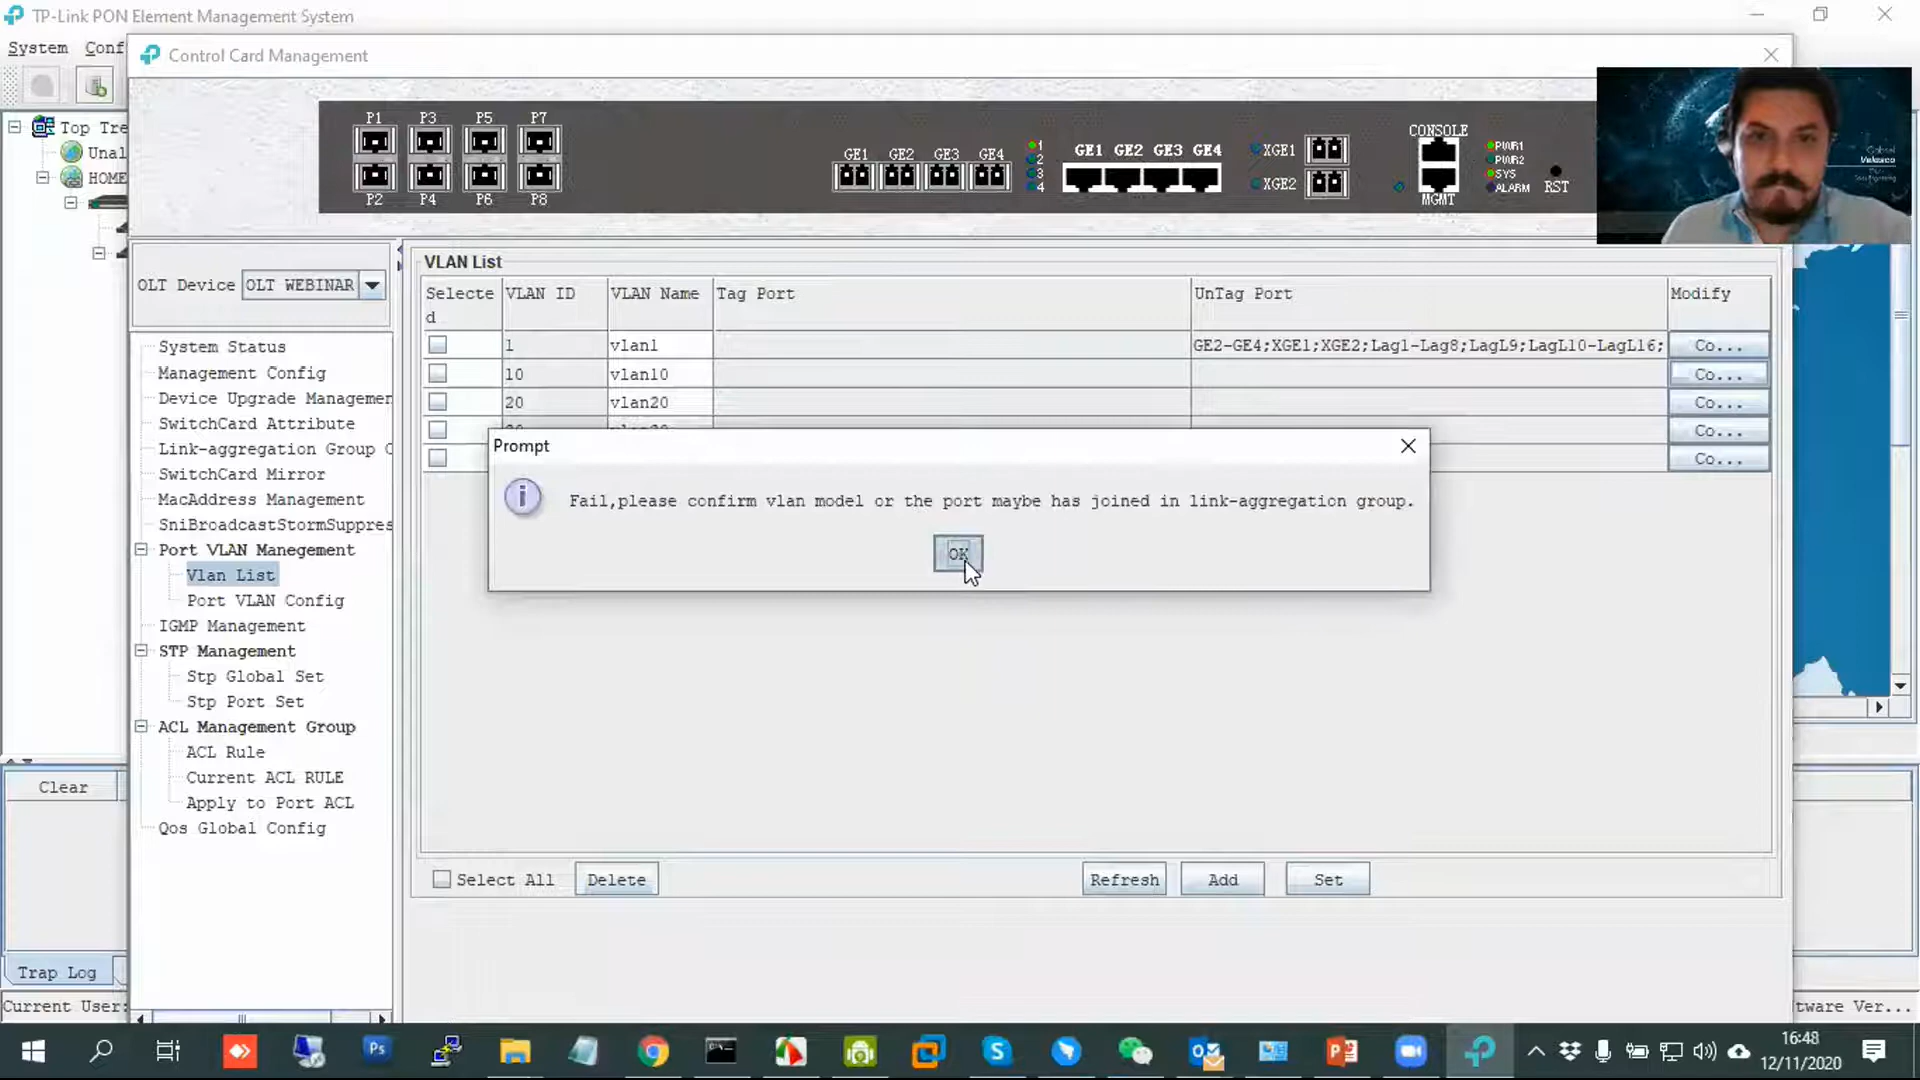 TP-Link PON Element Management System
System Conf
Control Card Management
P1 P3 P5 P7
P2 P4 P6 P8
GE1 GE2 GE3 GE4
1
2
3
4
GE1 GE2 GE3 GE4
XGE1
XGE2
CONSOLE
MGMT
PWR1
PWR2
SYS
ALARM
RST
Gabriel
Velasco
Top Tre
Unal
HOME
OLT Device OLT WEBINAR
System Status
Management Config
Device Upgrade Managemen
SwitchCard Attribute
Link-aggregation Group C
SwitchCard Mirror
MacAddress Management
SniBroadcastStormSuppres
Port VLAN Manegement
Vlan List
Port VLAN Config
IGMP Management
STP Management
Stp Global Set
Stp Port Set
ACL Management Group
ACL Rule
Current ACL RULE
Apply to Port ACL
Qos Global Config
VLAN List
Selected VLAN ID VLAN Name Tag Port UnTag Port Modify
1 vlan1 GE2-GE4;XGE1;XGE2;Lag1-Lag8;LagL9;LagL10-LagL16; Co...
10 vlan10 Co...
20 vlan20 Co...
Co...
Co...
Prompt
Fail,please confirm vlan model or the port maybe has joined in link-aggregation group.
OK
Select All Delete Refresh Add Set
Clear
Trap Log
Current User:
tware Ver...
Ps
16:48
12/11/2020